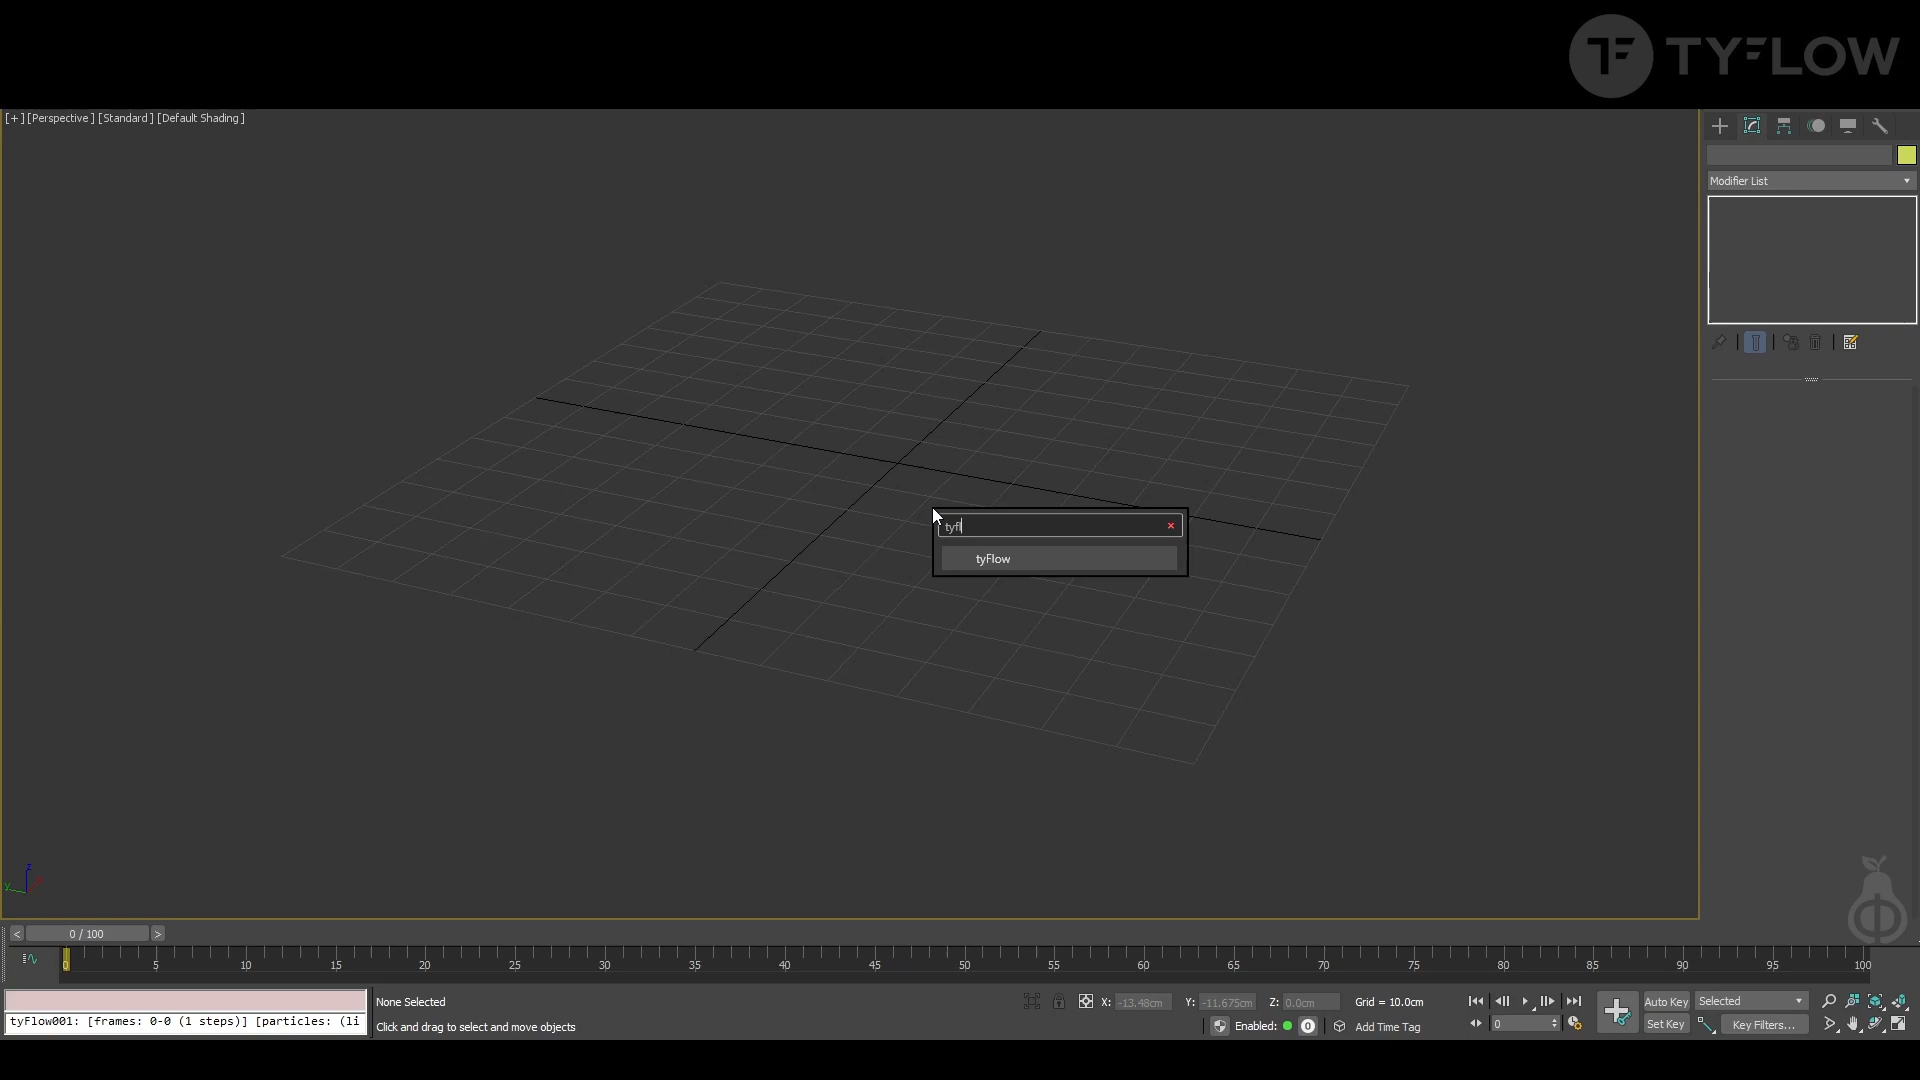 TYFLOW
[+] [Perspective] [Standard] [Default Shading]
Modifier List
tyfl
tyFlow
z
y
< 0 / 100 >
0 5 10 15 20 25 30 35 40 45 50 55 60 65 70 75 80 85 90 95 100
None Selected
X: -13.48cm Y: -11.675cm Z: 0.0cm Grid = 10.0cm
Auto Key Selected
tyFlow001: [frames: 0-0 (1 steps)] [particles: (li
Click and drag to select and move objects
Enabled: 0 Add Time Tag
0
Set Key Key Filters...